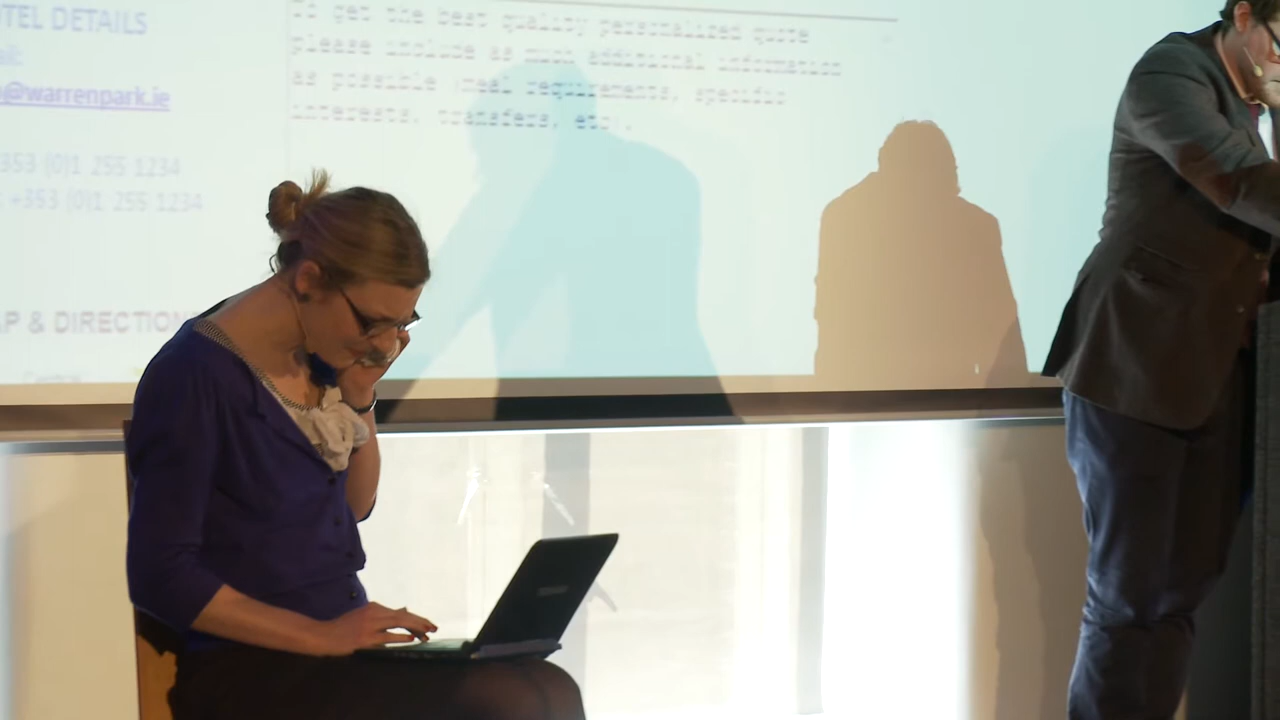 TEL DETAILS
@warrenpark.ie
353 (0)1 255 1234
+353 (0)1 255 1234
To get the best quality personalised quote
please include as much additional information
as possible (meal requirements, specific
interests, transfers, etc).
AP & DIRECTIONS